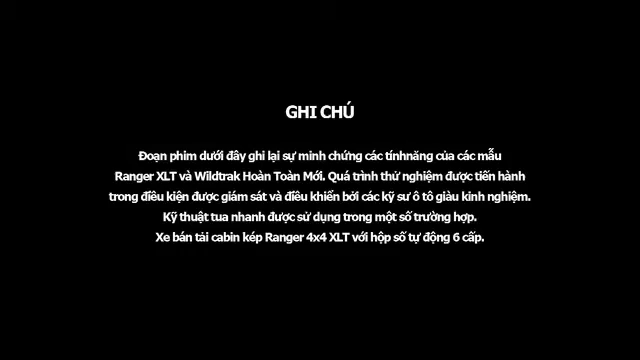 GHI CHÚ
Đoạn phim dưới đây ghi lại sự minh chứng các tínhnăng của các mẫu
Ranger XLT và Wildtrak Hoàn Toàn Mới. Quá trình thử nghiệm được tiến hành
trong điều kiện được giám sát và điều khiển bởi các kỹ sư ô tô giàu kinh nghiệm.
Kỹ thuật tua nhanh được sử dụng trong một số trường hợp.
Xe bán tải cabin kép Ranger 4x4 XLT với hộp số tự động 6 cấp.